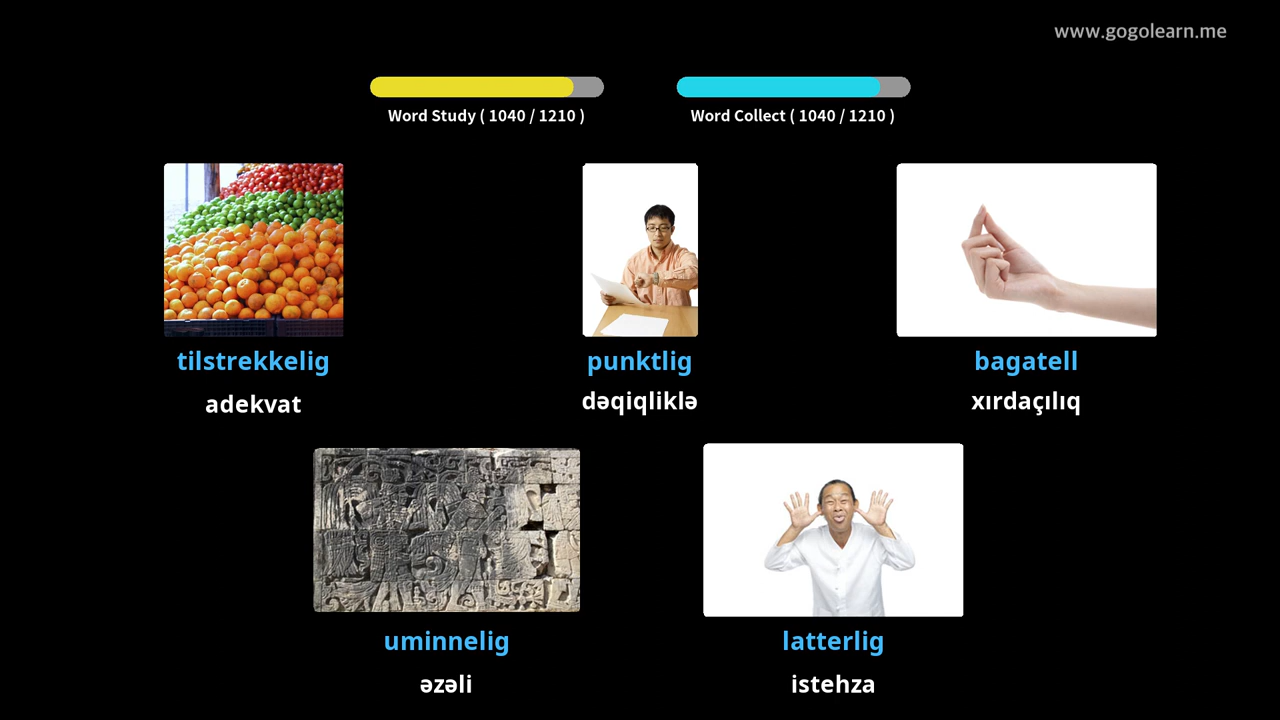 www.gogolearn.me
Word Study ( 1040 / 1210 )
Word Collect ( 1040 / 1210 )
tilstrekkelig
adekvat
punktlig
dəqiqliklə
bagatell
xırdaçılıq
uminnelig
əzəli
latterlig
istehza